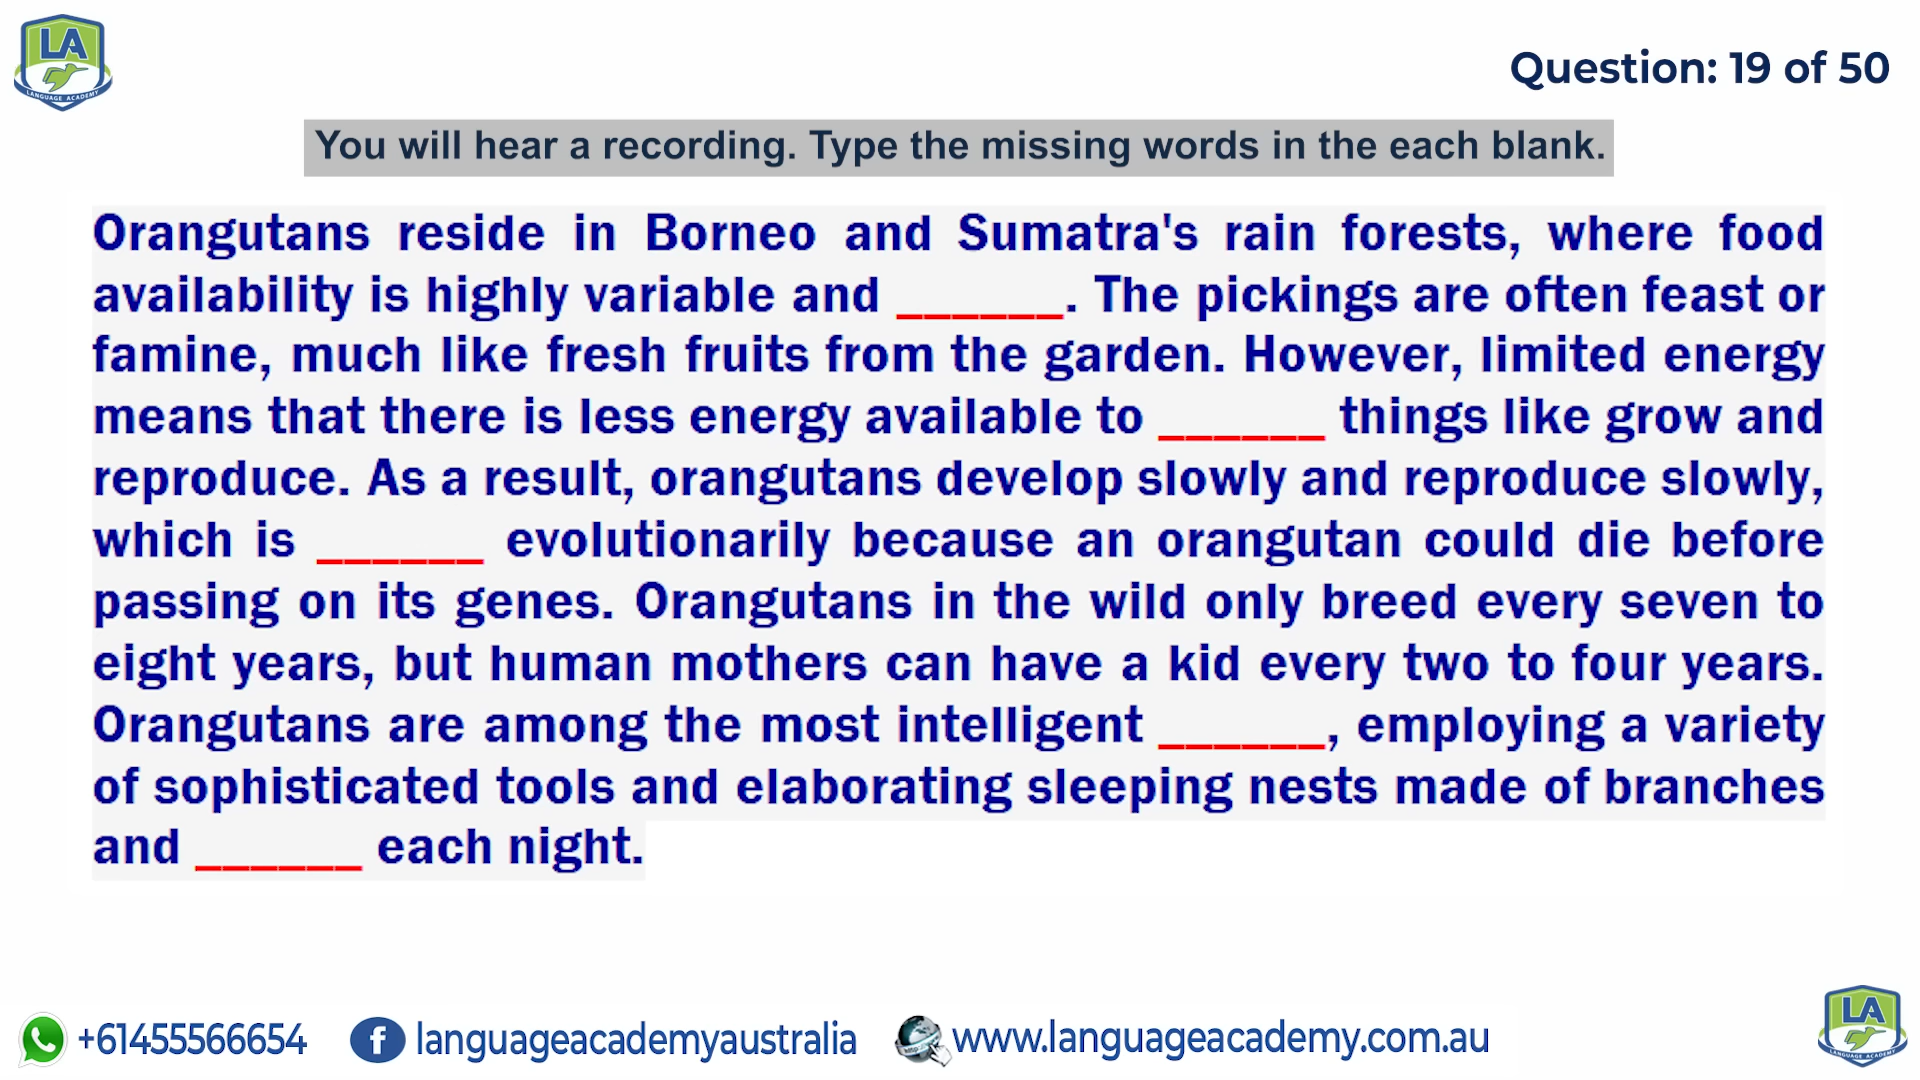 LA
LANGUAGE ACADEMY
Question: 19 of 50
You will hear a recording. Type the missing words in the each blank.
Orangutans reside in Borneo and Sumatra's rain forests, where food
availability is highly variable and ______. The pickings are often feast or
famine, much like fresh fruits from the garden. However, limited energy
means that there is less energy available to ______ things like grow and
reproduce. As a result, orangutans develop slowly and reproduce slowly,
which is ______ evolutionarily because an orangutan could die before
passing on its genes. Orangutans in the wild only breed every seven to
eight years, but human mothers can have a kid every two to four years.
Orangutans are among the most intelligent ______, employing a variety
of sophisticated tools and elaborating sleeping nests made of branches
and ______ each night.
+61455566654
f languageacademyaustralia
http:// www.languageacademy.com.au
LA
LANGUAGE ACADEMY